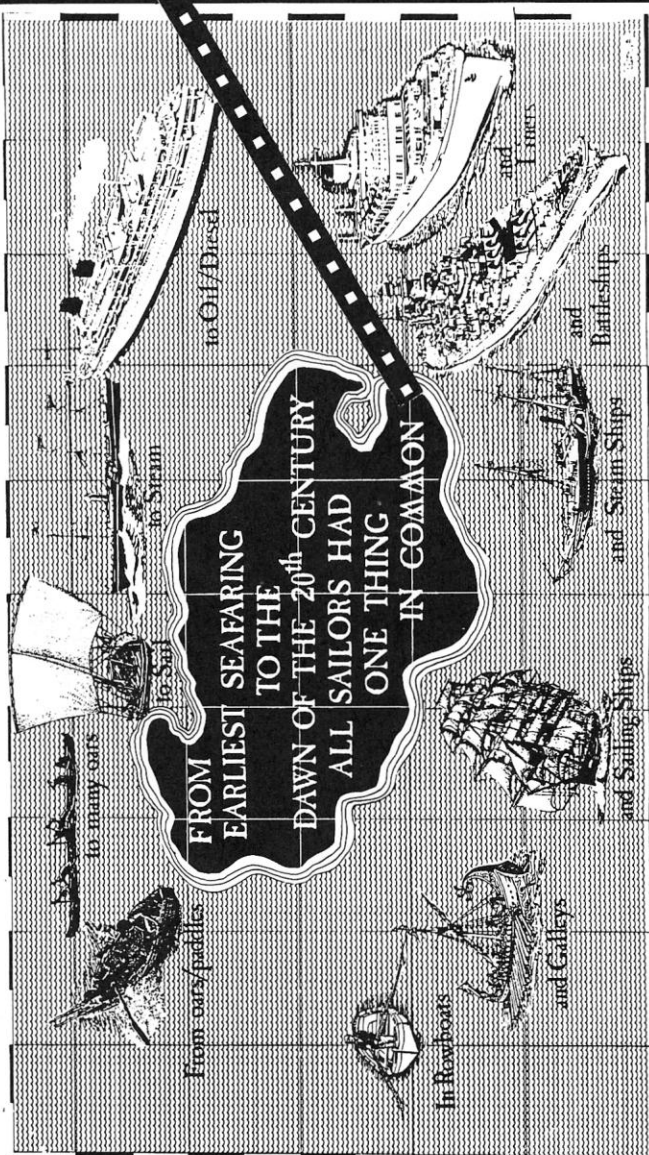 From oars/paddles
to many oars
to Sail
to Steam
to Oil/Diesel
FROM
EARLIEST SEAFARING
TO THE
DAWN OF THE 20th CENTURY
ALL SAILORS HAD
ONE THING
IN COMMON
In Rowboats
and Galleys
and Sailing Ships
and Steam Ships
and
Battleships
and Liners